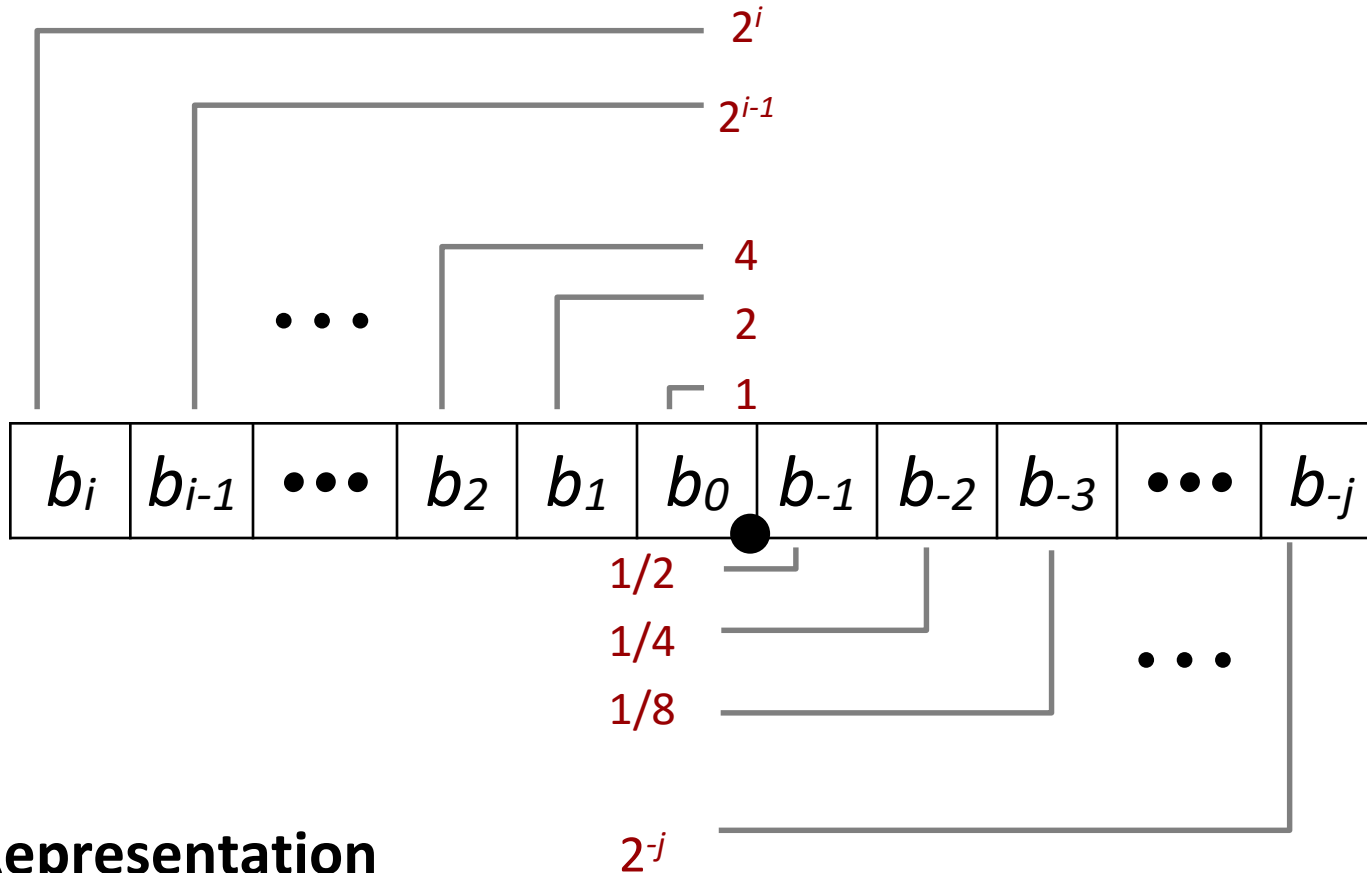 2^i
2^{i-1}
4
2
1
b_i b_{i-1} ••• b_2 b_1 b_0 b_{-1} b_{-2} b_{-3} ••• b_{-j}
1/2
1/4
1/8
2^{-j}
epresentation